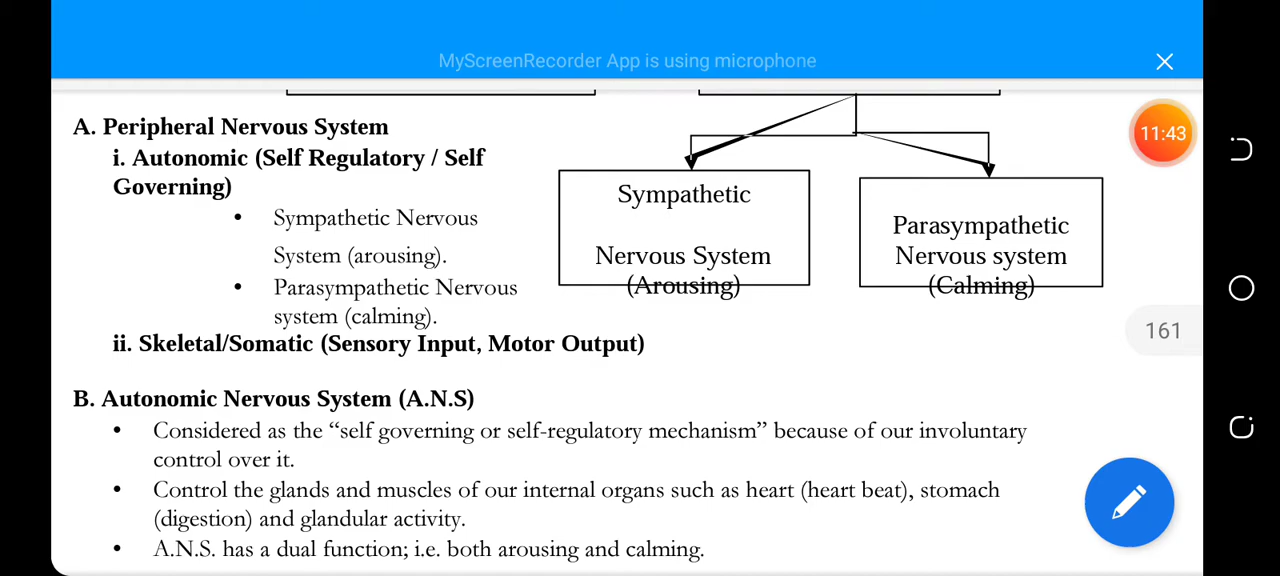 MyScreenRecorder App is using microphone
11:43
A. Peripheral Nervous System
i. Autonomic (Self Regulatory / Self
Governing)
• Sympathetic Nervous
System (arousing).
• Parasympathetic Nervous
system (calming).
Sympathetic
Nervous System
(Arousing)
Parasympathetic
Nervous system
(Calming)
161
ii. Skeletal/Somatic (Sensory Input, Motor Output)
B. Autonomic Nervous System (A.N.S)
• Considered as the “self governing or self-regulatory mechanism” because of our involuntary
control over it.
• Control the glands and muscles of our internal organs such as heart (heart beat), stomach
(digestion) and glandular activity.
• A.N.S. has a dual function; i.e. both arousing and calming.